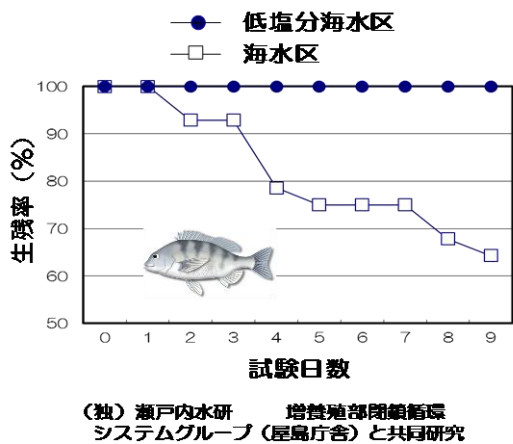 低塩分海水区
海水区
100
90
80
70
60
50
生残率（%）
0 1 2 3 4 5 6 7 8 9
試験日数
（独）瀬戸内水研 増養殖部閉鎖循環
システムグループ（屋島庁舎）と共同研究